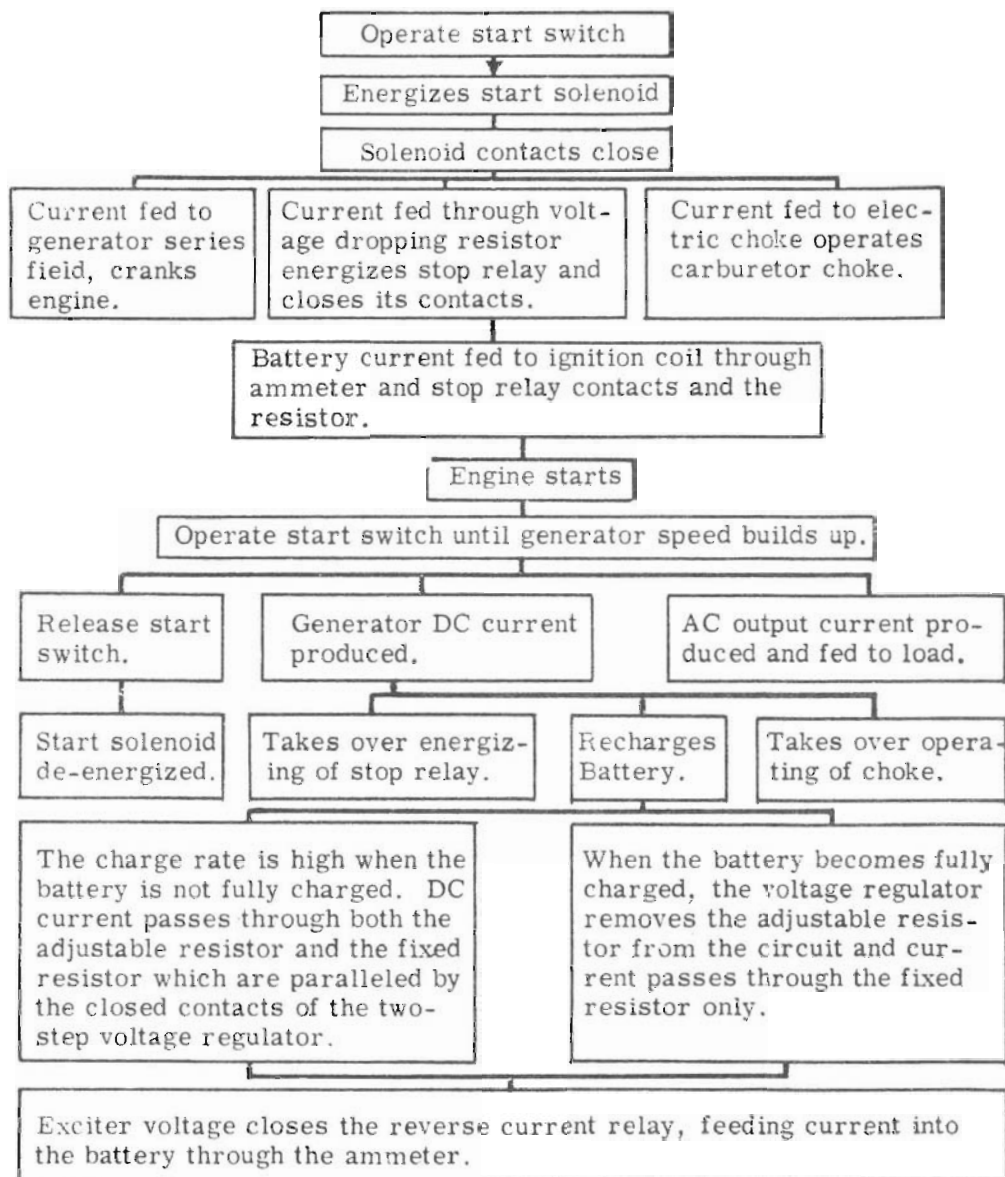 Operate start switch
Energizes start solenoid
Solenoid contacts close
Current fed to
generator series
field, cranks
engine.
Current fed through volt-
age dropping resistor
energizes stop relay and
closes its contacts.
Current fed to elec-
tric choke operates
carburetor choke.
Battery current fed to ignition coil through
ammeter and stop relay contacts and the
resistor.
Engine starts
Operate start switch until generator speed builds up.
Release start
switch.
Generator DC current
produced.
AC output current pro-
duced and fed to load.
Start solenoid
de-energized.
Takes over energiz-
ing of stop relay.
Recharges
Battery.
Takes over opera-
ting of choke.
The charge rate is high when the
battery is not fully charged. DC
current passes through both the
adjustable resistor and the fixed
resistor which are paralleled by
the closed contacts of the two-
step voltage regulator.
When the battery becomes fully
charged, the voltage regulator
removes the adjustable resis-
tor from the circuit and cur-
rent passes through the fixed
resistor only.
Exciter voltage closes the reverse current relay, feeding current into
the battery through the ammeter.